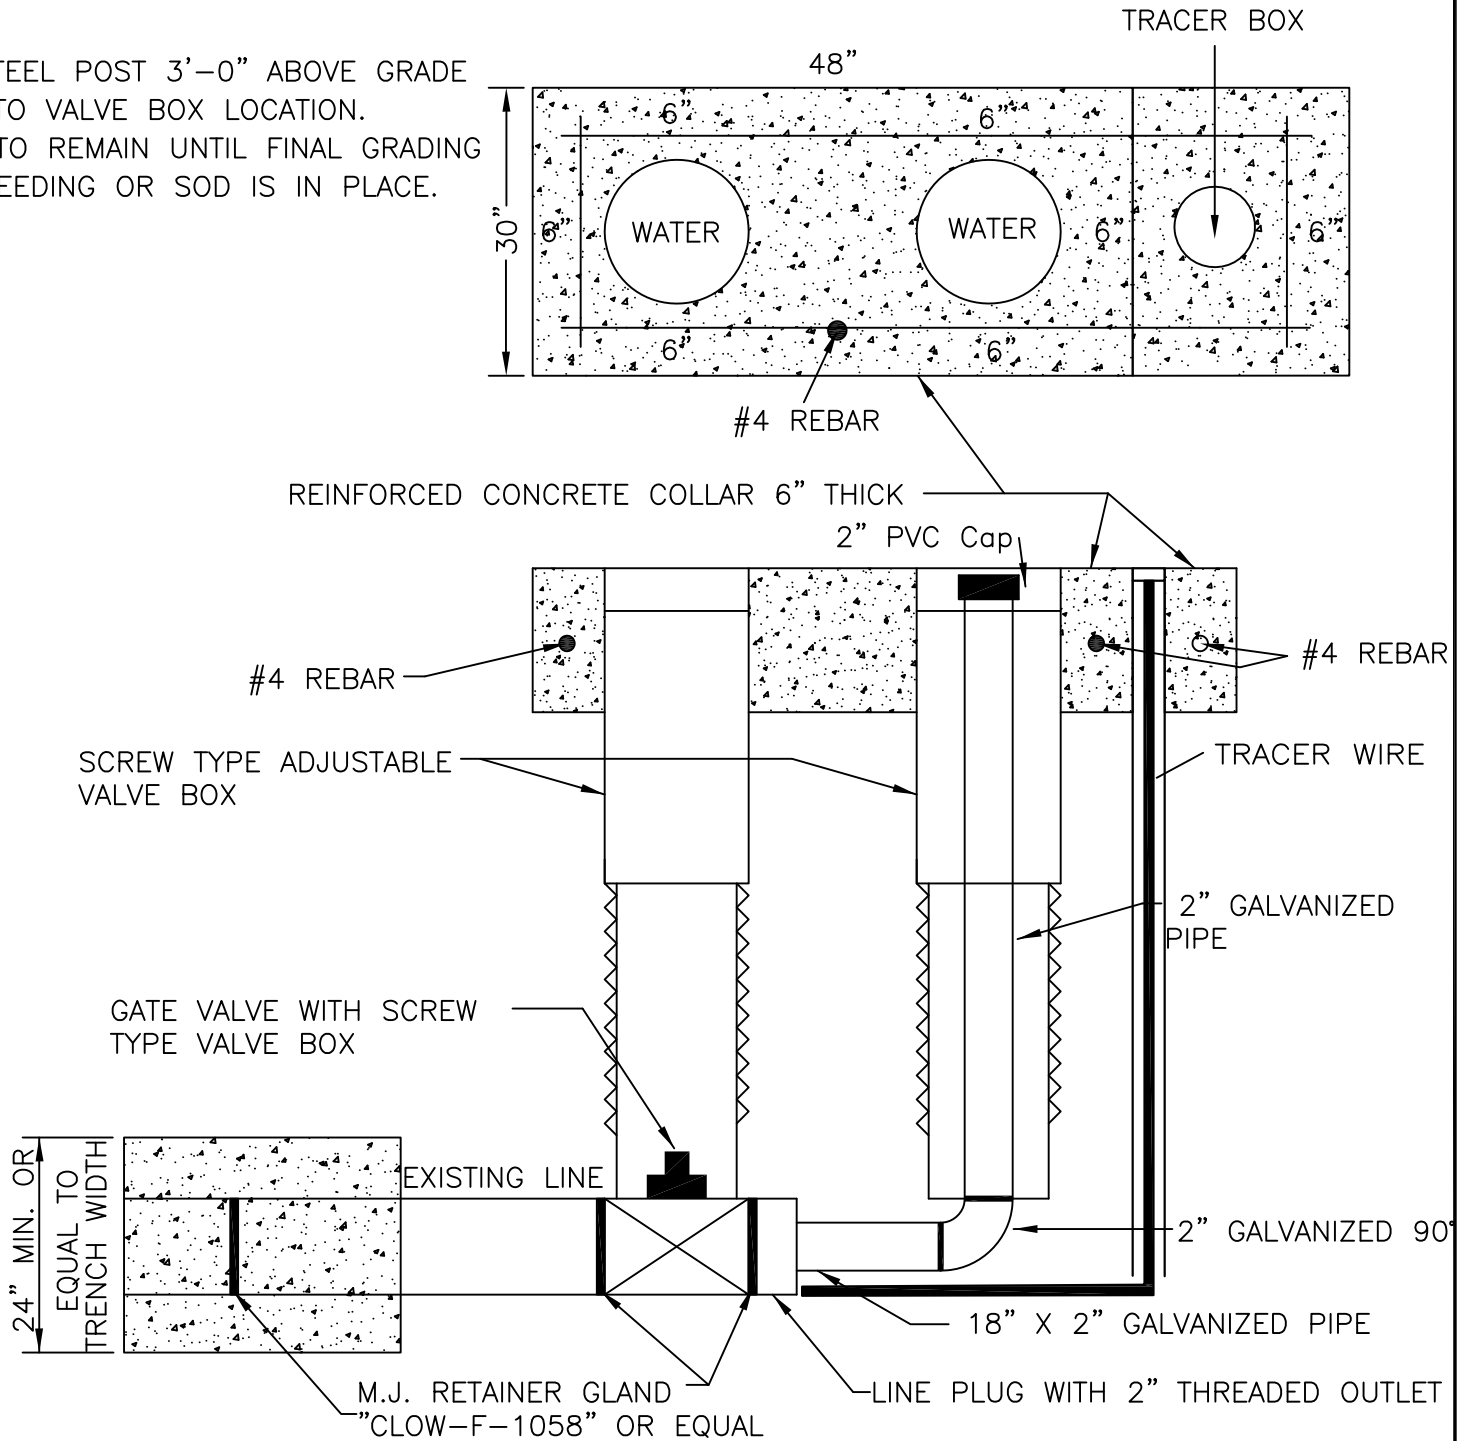 TRACER BOX
TEEL POST 3'-0" ABOVE GRADE
TO VALVE BOX LOCATION.
TO REMAIN UNTIL FINAL GRADING
EEDING OR SOD IS IN PLACE.
48"
6"
6"
30"
6"
WATER
WATER
6"
6"
6"
6"
#4 REBAR
REINFORCED CONCRETE COLLAR 6" THICK
2" PVC Cap
#4 REBAR
#4 REBAR
SCREW TYPE ADJUSTABLE
VALVE BOX
TRACER WIRE
2" GALVANIZED
PIPE
GATE VALVE WITH SCREW
TYPE VALVE BOX
24" MIN. OR
EQUAL TO
TRENCH WIDTH
EXISTING LINE
2" GALVANIZED 90°
18" X 2" GALVANIZED PIPE
M.J. RETAINER GLAND
"CLOW-F-1058" OR EQUAL
LINE PLUG WITH 2" THREADED OUTLET